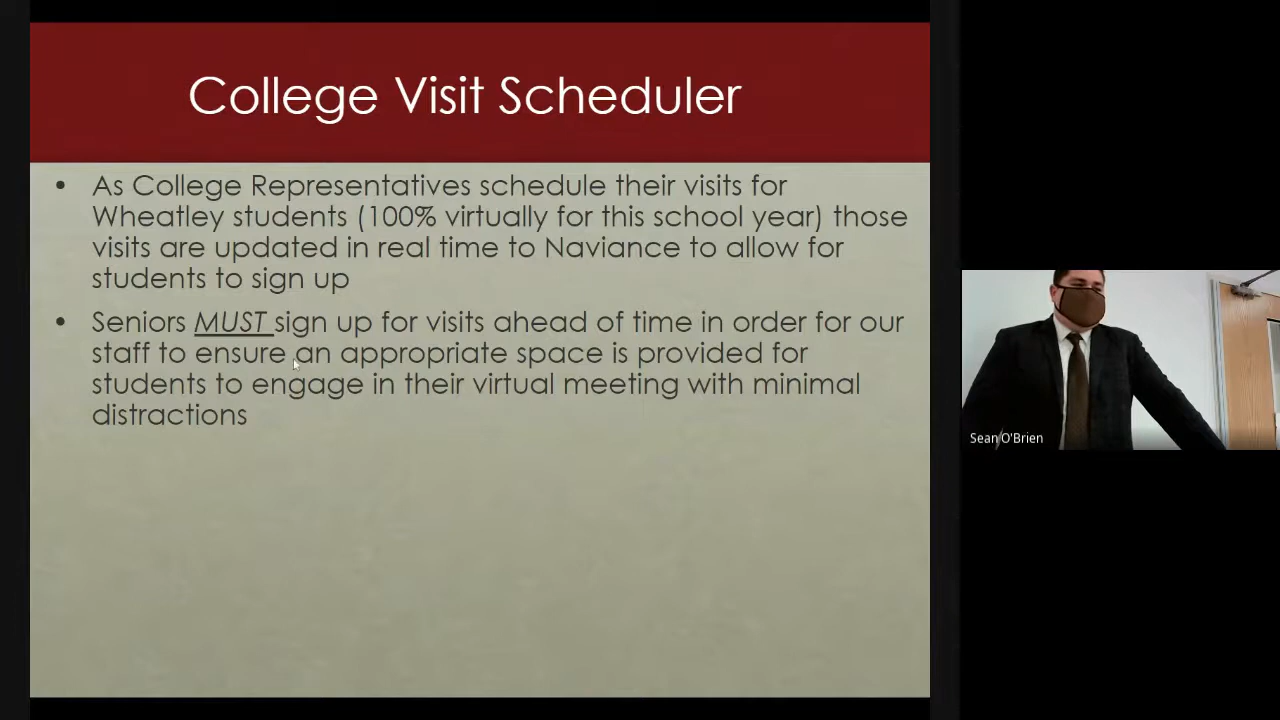 College Visit Scheduler
• As College Representatives schedule their visits for
Wheatley students (100% virtually for this school year) those
visits are updated in real time to Naviance to allow for
students to sign up
• Seniors MUST sign up for visits ahead of time in order for our
staff to ensure an appropriate space is provided for
students to engage in their virtual meeting with minimal
distractions
Sean O'Brien